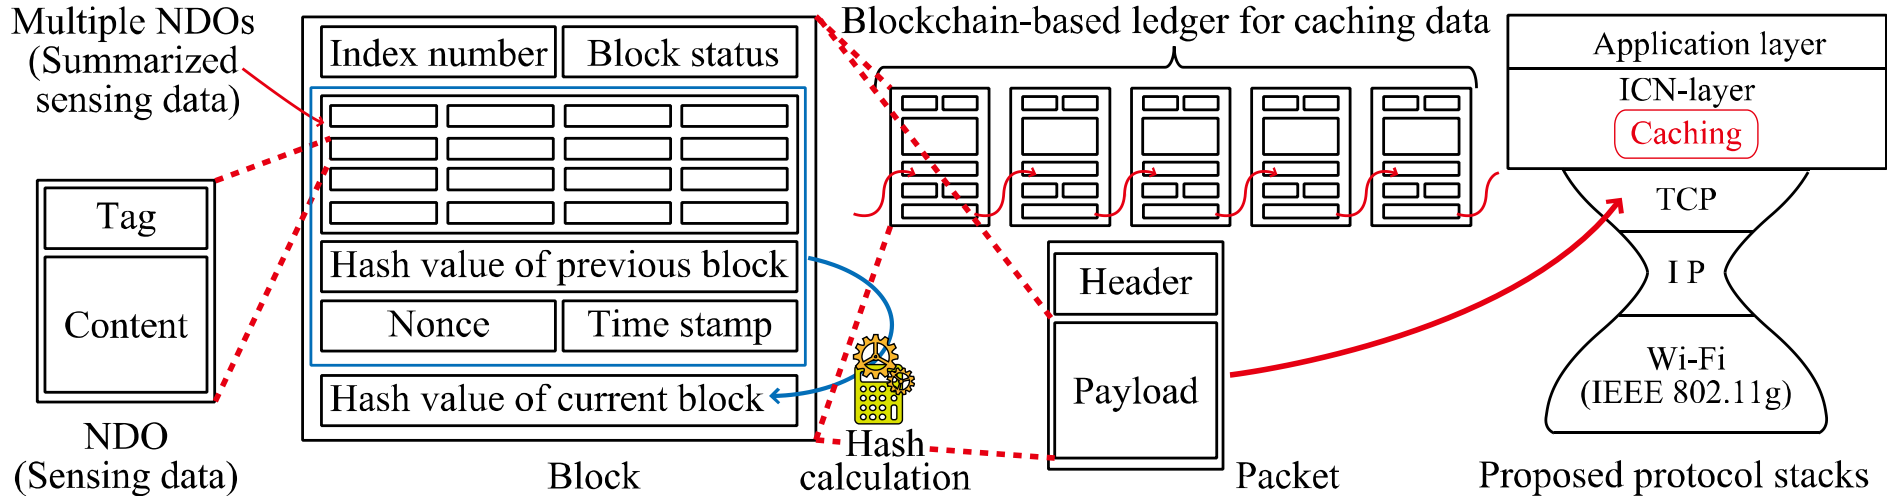 Multiple NDOs
(Summarized
sensing data)
Tag
Content
NDO
(Sensing data)
Index number
Block status
Hash value of previous block
Nonce
Time stamp
Hash value of current block
Block
Hash
calculation
Blockchain-based ledger for caching data
Header
Payload
Packet
Application layer
ICN-layer
Caching
TCP
I P
Wi-Fi
(IEEE 802.11g)
Proposed protocol stacks